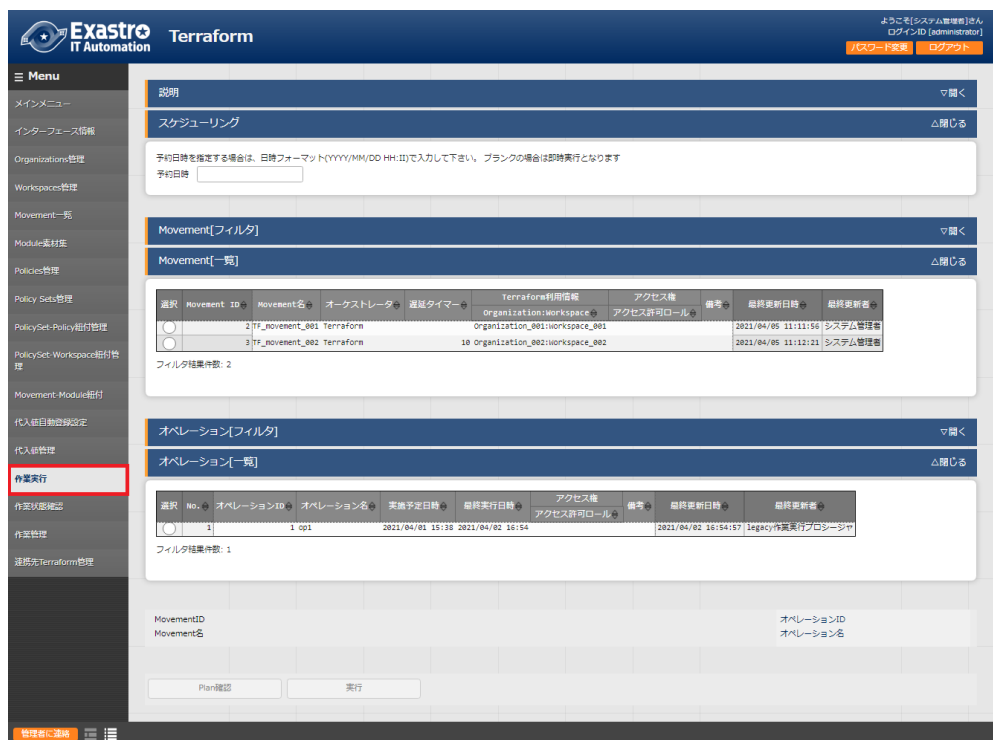 Exastro
IT Automation
Terraform
ようこそ[システム管理者]さん
ログインID [administrator]
パスワード変更
ログアウト
Menu
メインメニュー
インターフェース情報
Organizations管理
Workspaces管理
Movement一覧
Module素材集
Policies管理
Policy Sets管理
PolicySet-Policy紐付管理
PolicySet-Workspace紐付管
理
Movement-Module紐付
代入値自動登録設定
代入値管理
作業実行
作業状態確認
作業管理
連携先Terraform管理
説明
▽開く
スケジューリング
△閉じる
予約日時を指定する場合は、日時フォーマット(YYYY/MM/DD HH:II)で入力して下さい。 ブランクの場合は即時実行となります
予約日時
Movement[フィルタ]
▽開く
Movement[一覧]
△閉じる
選択 Movement ID Movement名 オーケストレータ 遅延タイマー Terraform利用情報 アクセス権 備考 最終更新日時 最終更新者
Organization:Workspace アクセス許可ロール
2 TF_movement_001 Terraform Organization_001:workspace_001 2021/04/05 11:11:56 システム管理者
3 TF_movement_002 Terraform 10 Organization_002:workspace_002 2021/04/05 11:12:21 システム管理者
フィルタ結果件数: 2
オペレーション[フィルタ]
▽開く
オペレーション[一覧]
△閉じる
選択 No. オペレーションID オペレーション名 実施予定日時 最終実行日時 アクセス権 備考 最終更新日時 最終更新者
アクセス許可ロール
1 1 op1 2021/04/01 15:38 2021/04/02 16:54 2021/04/02 16:54:57 legacy作業実行プロシージャ
フィルタ結果件数: 1
MovementID
オペレーションID
Movement名
オペレーション名
Plan確認
実行
管理者に連絡